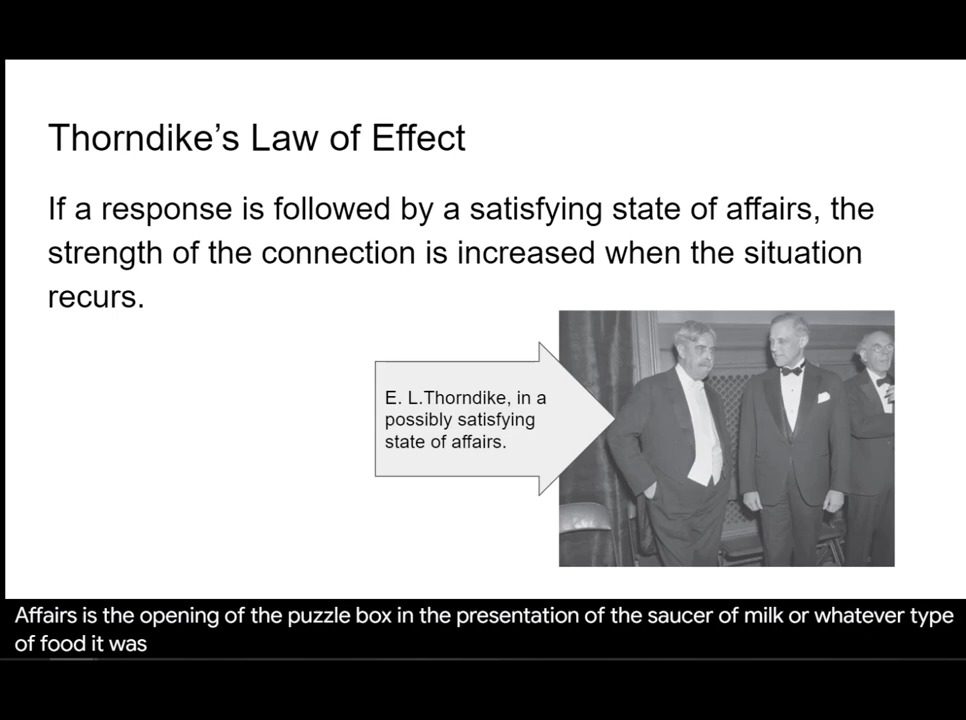 Thorndike’s Law of Effect
If a response is followed by a satisfying state of affairs, the
strength of the connection is increased when the situation
recurs.
E. L.Thorndike, in a
possibly satisfying
state of affairs.
Affairs is the opening of the puzzle box in the presentation of the saucer of milk or whatever type
of food it was